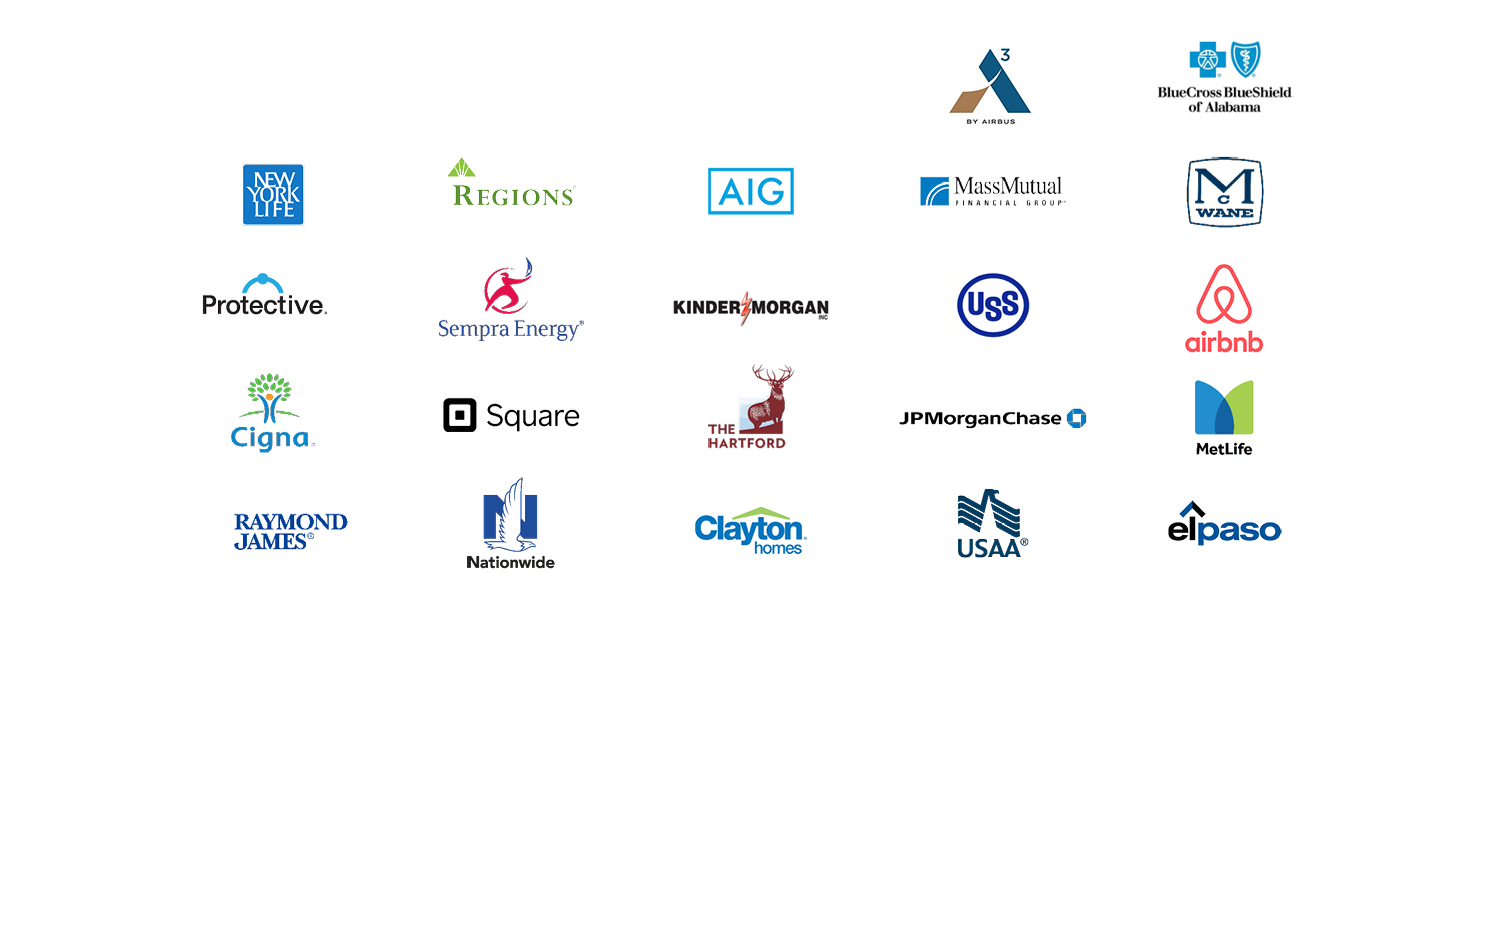 3
BY AIRBUS
BlueCross BlueShield
of Alabama
NEW
YORK
LIFE
REGIONS
AIG
MassMutual
FINANCIAL GROUP
M
C
WANE
Protective.
Sempra Energy®
KINDER MORGAN
INC
USS
airbnb
Cigna
Square
THE
HARTFORD
JPMorganChase
MetLife
RAYMOND
JAMES®
N
Nationwide
Clayton
homes
USAA®
elpaso